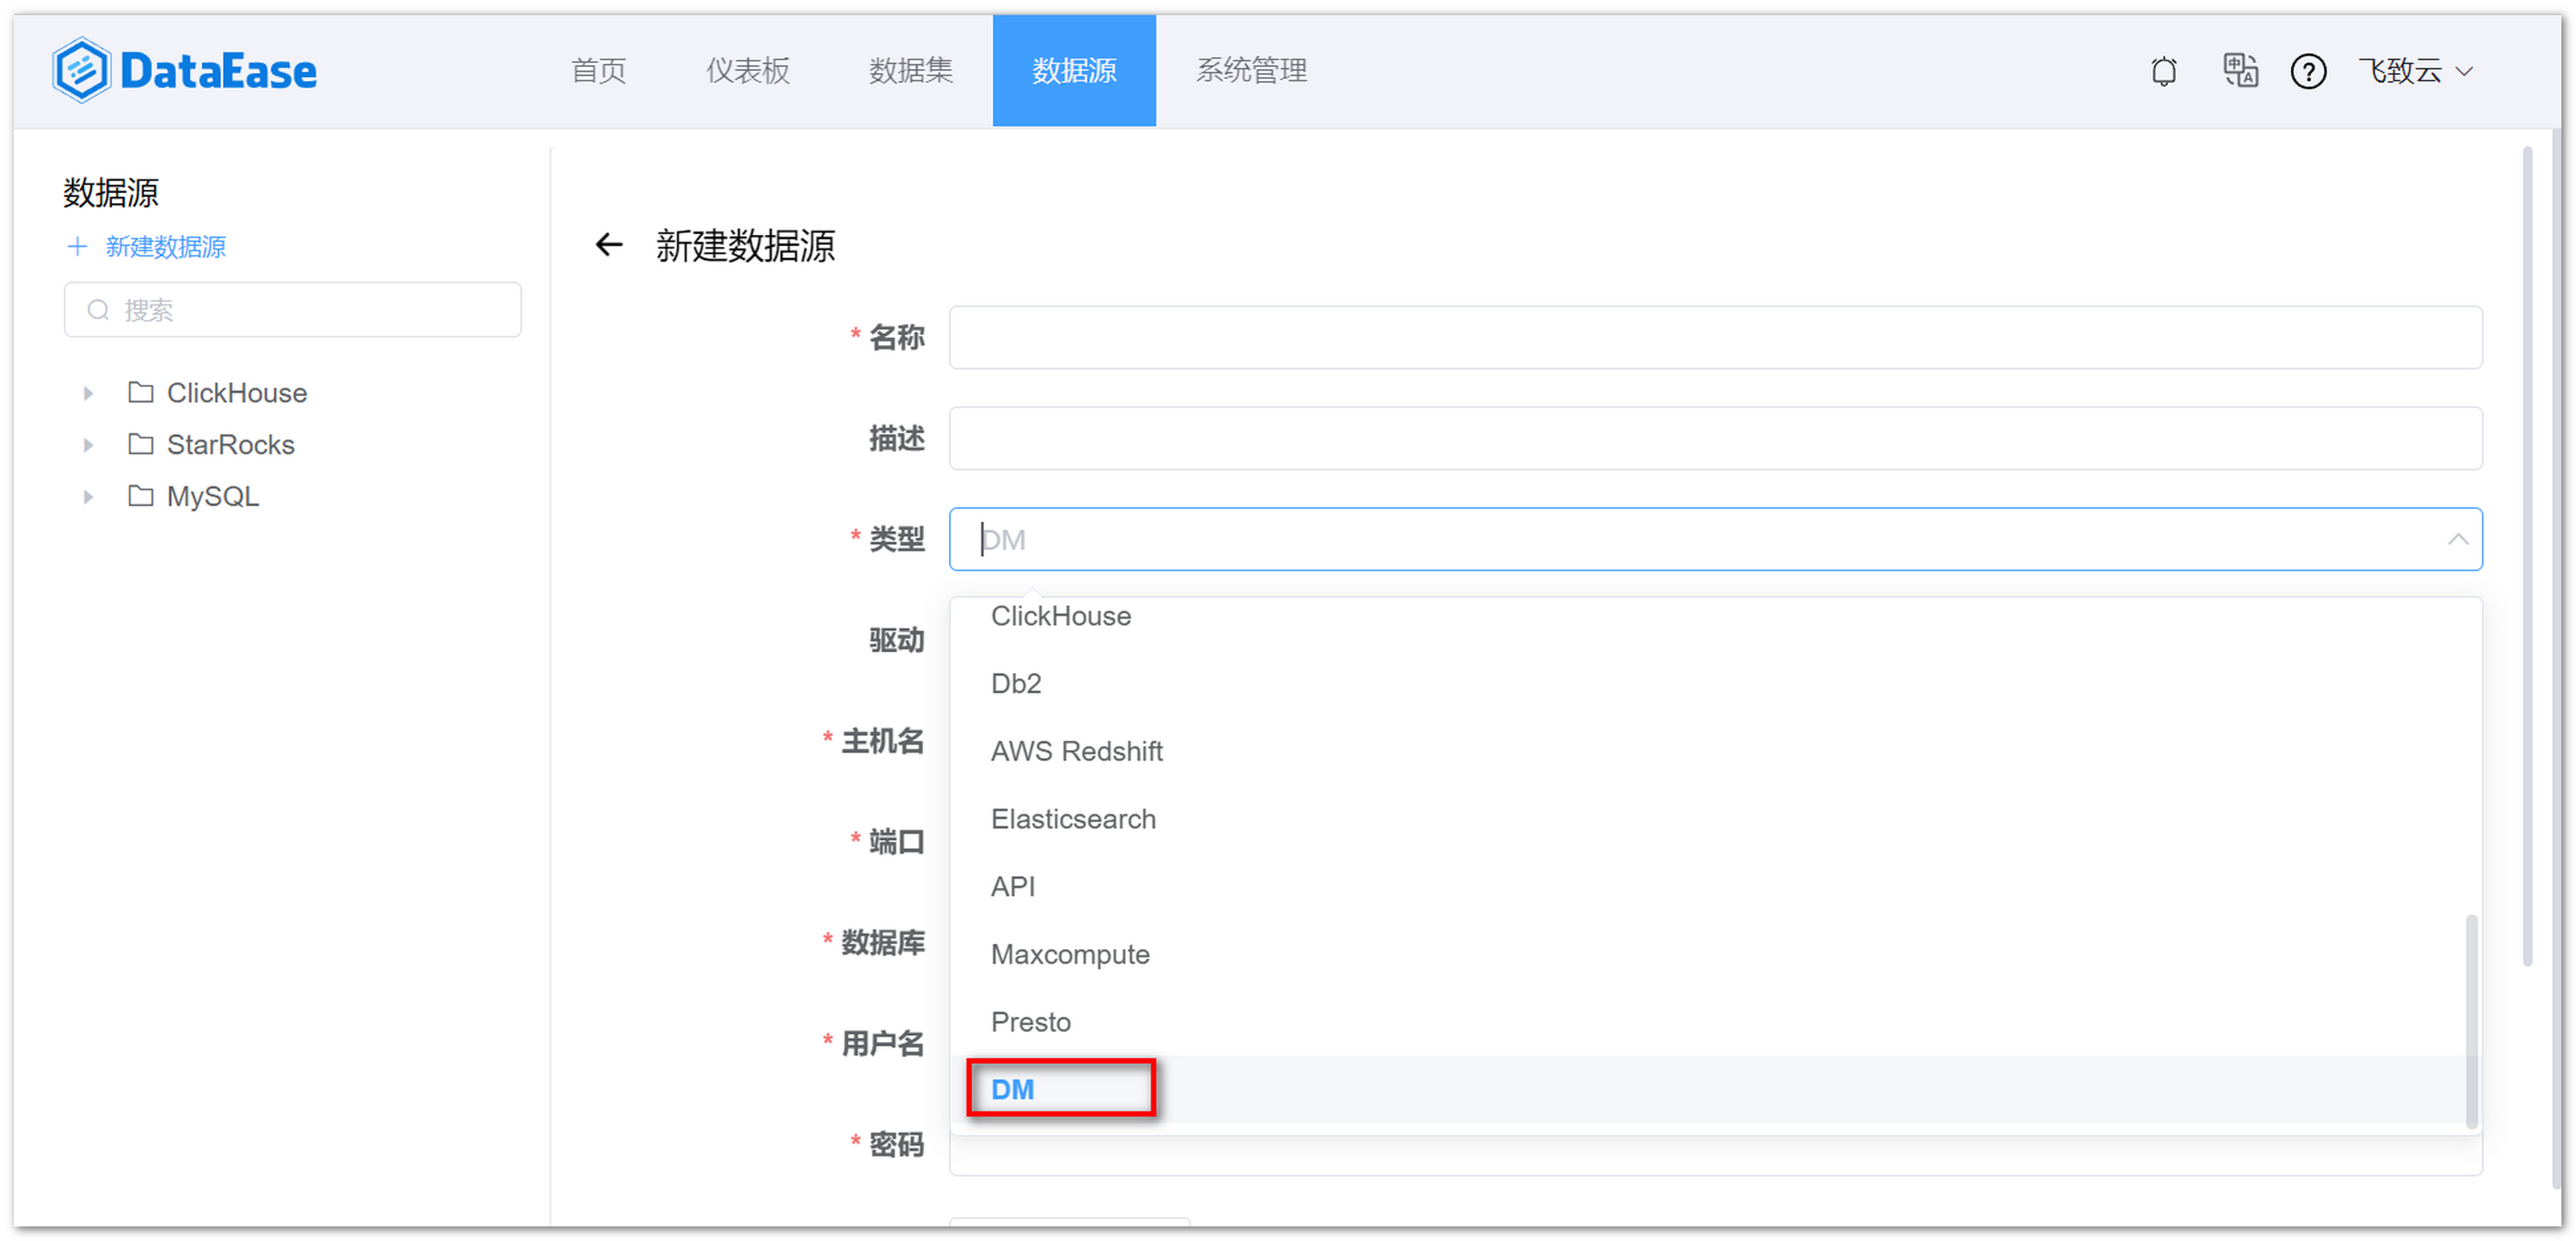 DataEase 首页 仪表板 数据集 数据源 系统管理 飞致云
数据源
+ 新建数据源
搜索
ClickHouse
StarRocks
MySQL
← 新建数据源
* 名称
描述
* 类型 DM
驱动
* 主机名
* 端口
* 数据库
* 用户名
* 密码
ClickHouse
Db2
AWS Redshift
Elasticsearch
API
Maxcompute
Presto
DM